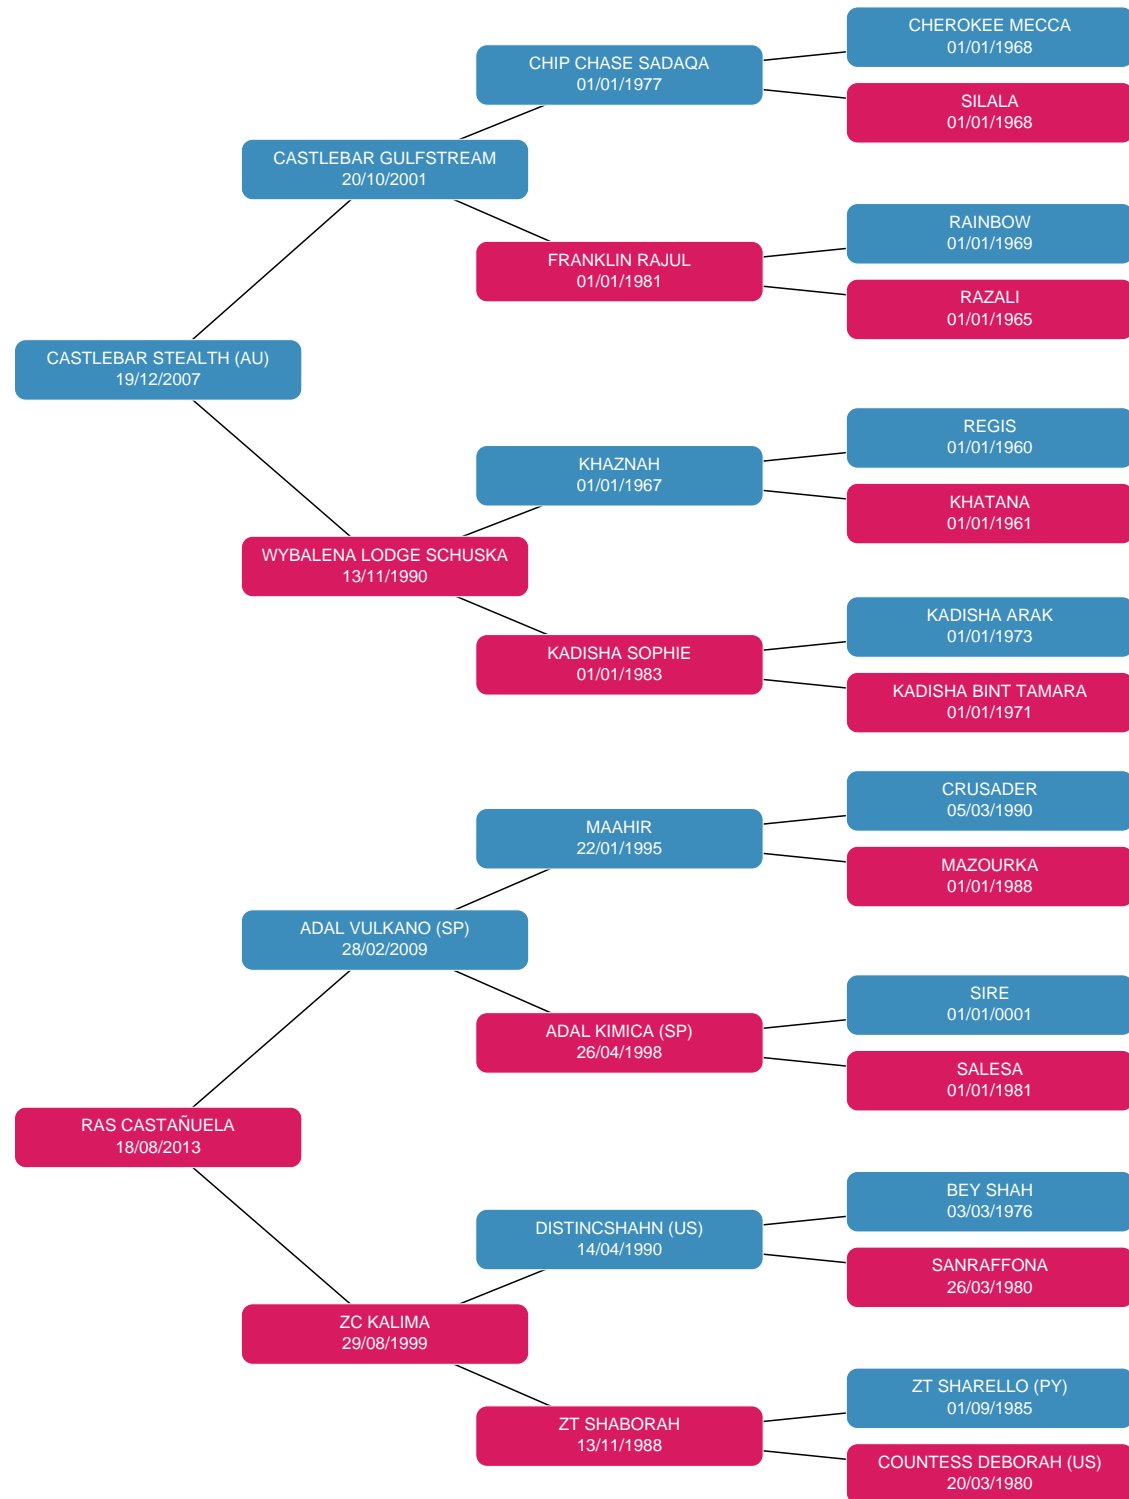 CHEROKEE MECCA
01/01/1968
CHIP CHASE SADAQA
01/01/1977
SILALA
01/01/1968
CASTLEBAR GULFSTREAM
20/10/2001
RAINBOW
01/01/1969
FRANKLIN RAJUL
01/01/1981
RAZALI
01/01/1965
CASTLEBAR STEALTH (AU)
19/12/2007
REGIS
01/01/1960
KHAZNAH
01/01/1967
KHATANA
01/01/1961
WYBALENA LODGE SCHUSKA
13/11/1990
KADISHA ARAK
01/01/1973
KADISHA SOPHIE
01/01/1983
KADISHA BINT TAMARA
01/01/1971
CRUSADER
05/03/1990
MAAHIR
22/01/1995
MAZOURKA
01/01/1988
ADAL VULKANO (SP)
28/02/2009
SIRE
01/01/0001
ADAL KIMICA (SP)
26/04/1998
SALESA
01/01/1981
RAS CASTAÑUELA
18/08/2013
BEY SHAH
03/03/1976
DISTINCSHAHN (US)
14/04/1990
SANRAFFONA
26/03/1980
ZC KALIMA
29/08/1999
ZT SHARELLO (PY)
01/09/1985
ZT SHABORAH
13/11/1988
COUNTESS DEBORAH (US)
20/03/1980